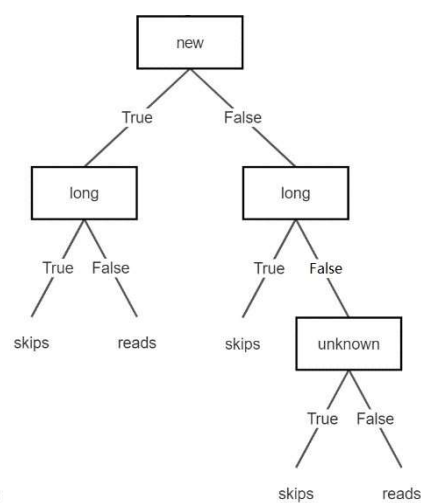 new
True False
long long
True False True False
skips reads skips unknown
True False
skips reads